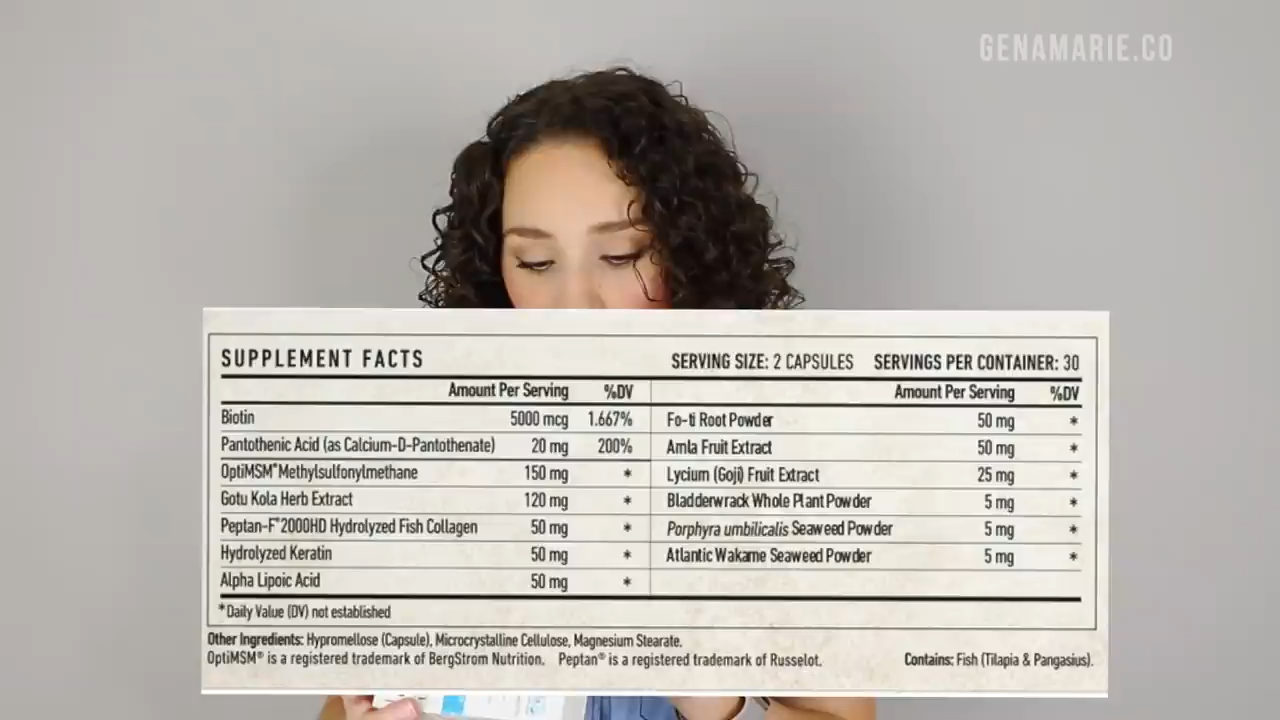 GENAMARIE.CO
SUPPLEMENT FACTS SERVING SIZE: 2 CAPSULES SERVINGS PER CONTAINER: 30
Amount Per Serving %DV
Biotin 5000 mcg 1.667%
Pantothenic Acid (as Calcium-D-Pantothenate) 20 mg 200%
OptiMSM® Methylsulfonylmethane 150 mg *
Gotu Kola Herb Extract 120 mg *
Peptan-F® 2000HD Hydrolyzed Fish Collagen 50 mg *
Hydrolyzed Keratin 50 mg *
Alpha Lipoic Acid 50 mg *
Amount Per Serving %DV
Fo-ti Root Powder 50 mg *
Amla Fruit Extract 50 mg *
Lycium (Goji) Fruit Extract 25 mg *
Bladderwrack Whole Plant Powder 5 mg *
Porphyra umbilicalis Seaweed Powder 5 mg *
Atlantic Wakame Seaweed Powder 5 mg *
*Daily Value (DV) not established
Other Ingredients: Hypromellose (Capsule), Microcrystalline Cellulose, Magnesium Stearate.
OptiMSM® is a registered trademark of BergStrom Nutrition. Peptan® is a registered trademark of Russelot. Contains: Fish (Tilapia & Pangasius).